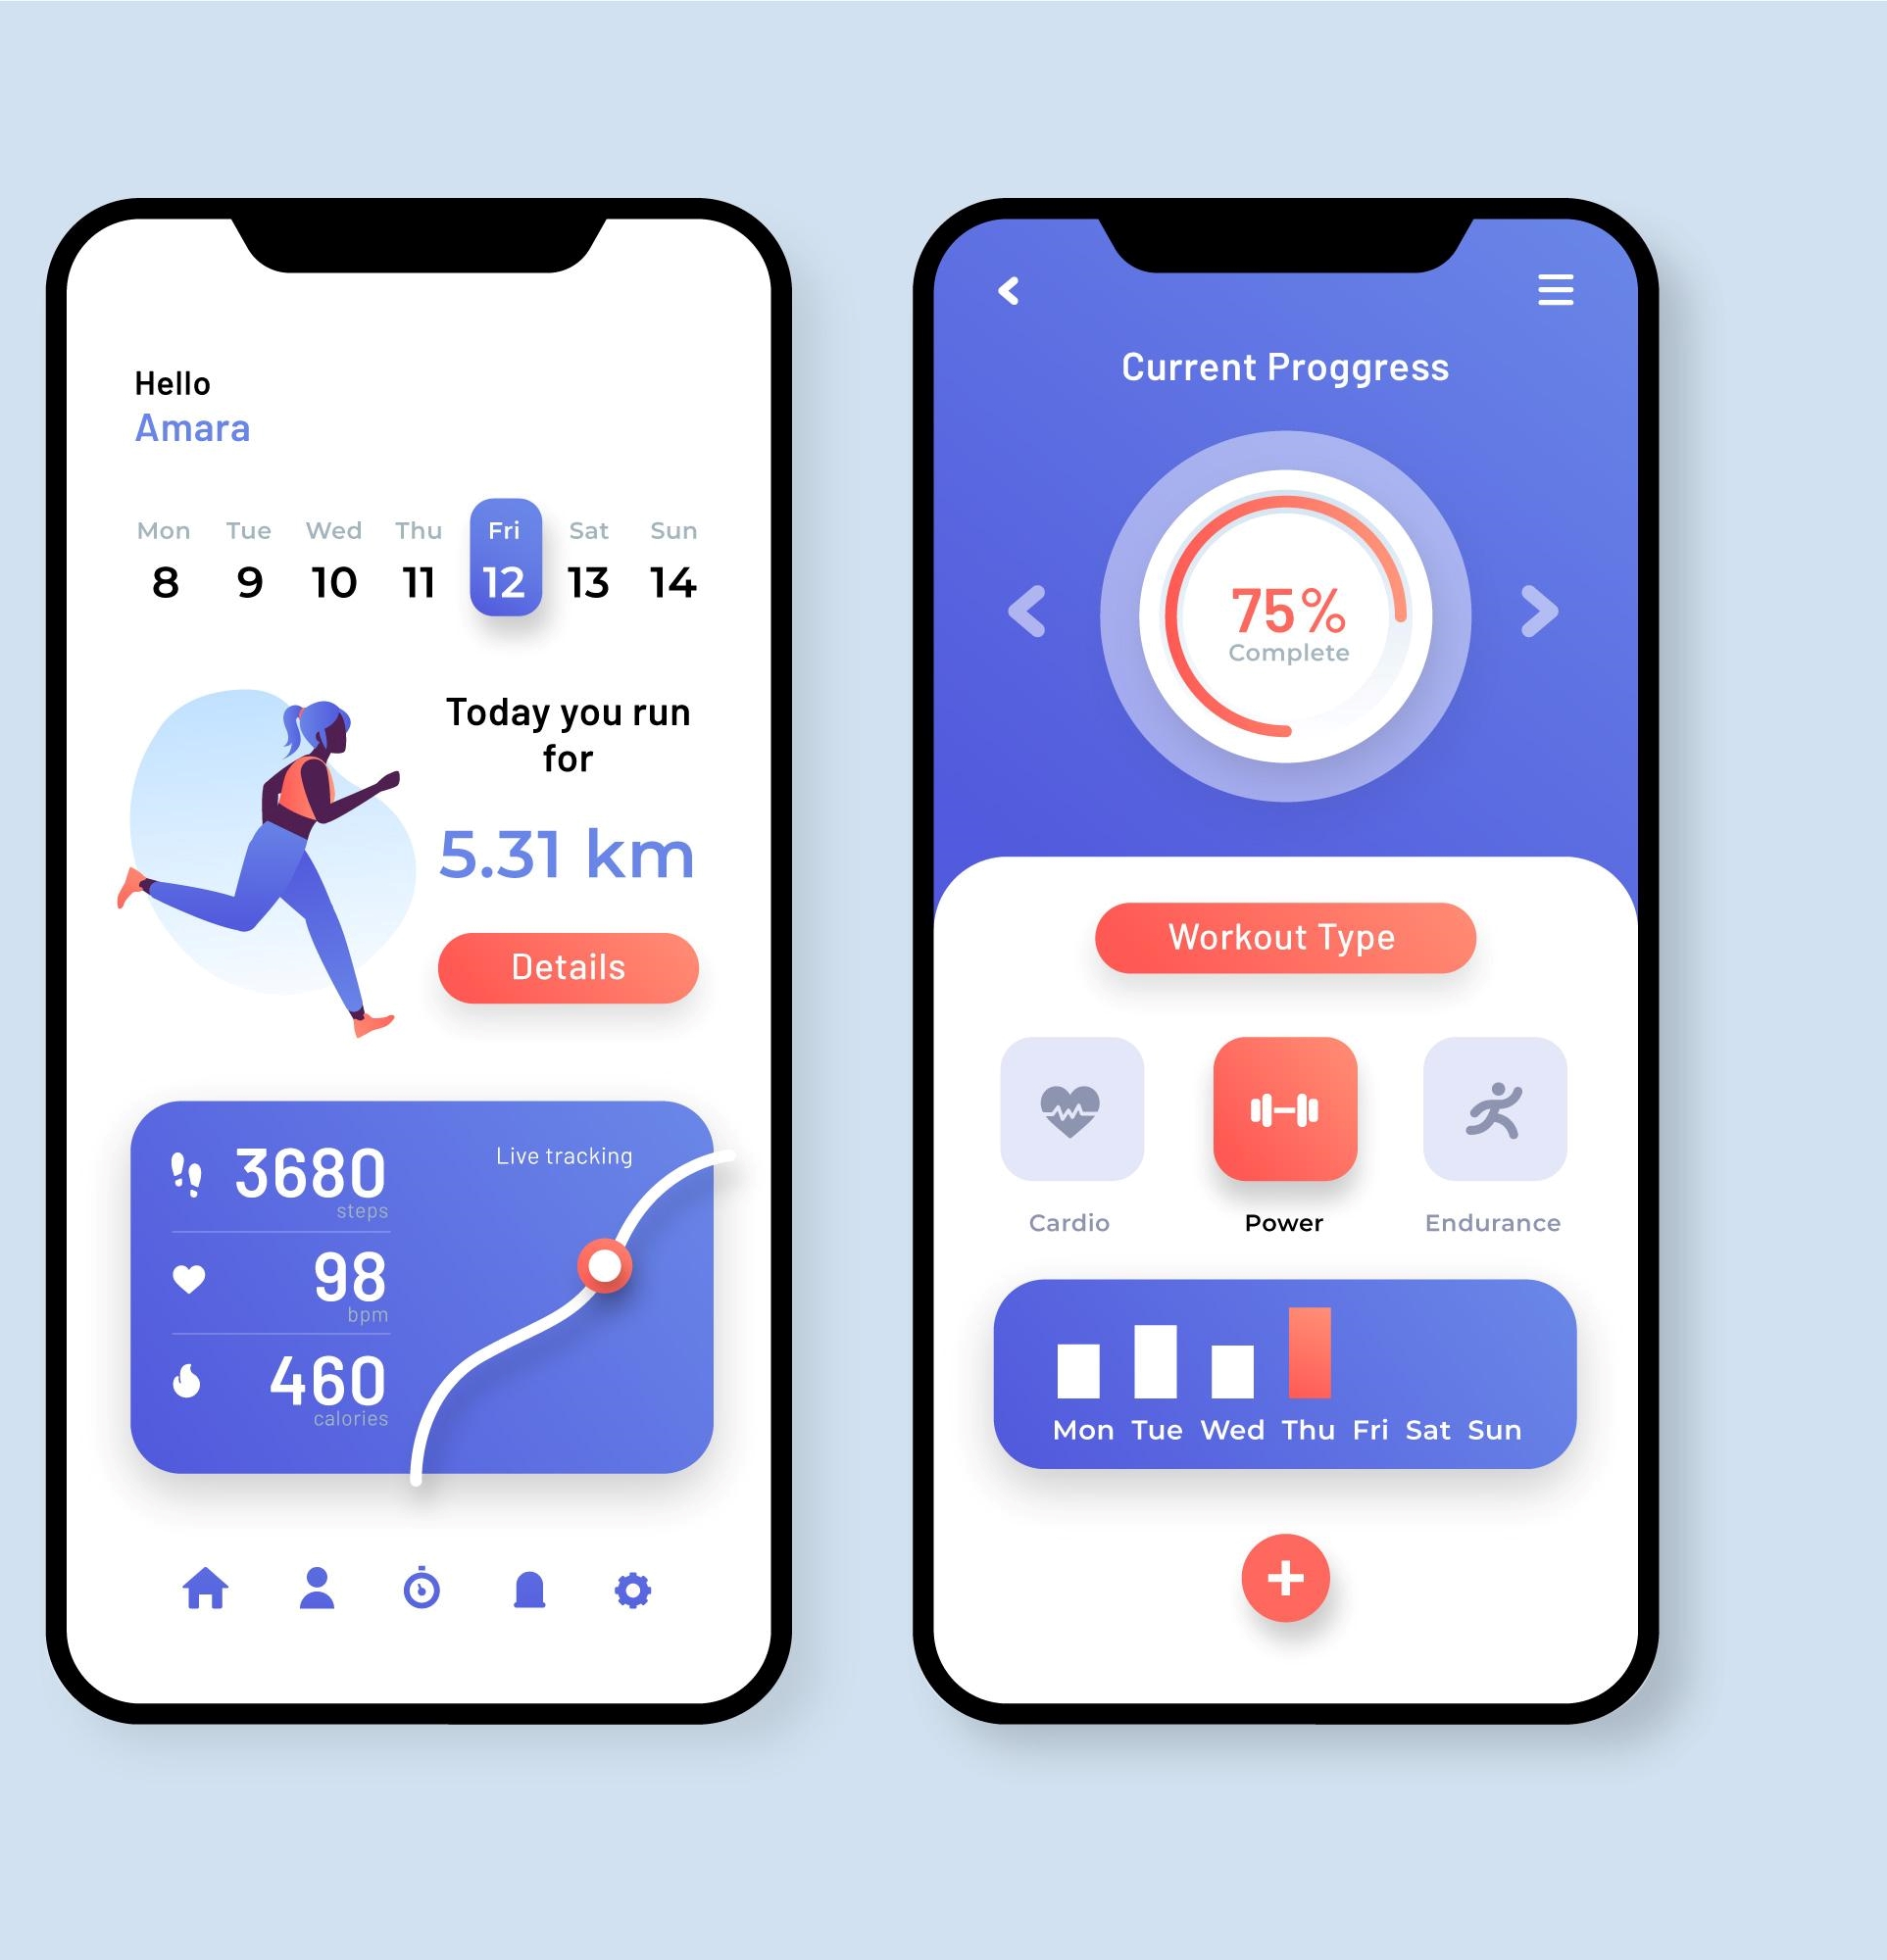 Hello
Amara
Mon Tue Wed Thu Fri Sat Sun
8 9 10 11 12 13 14
Today you run
for
5.31 km
Details
3680
steps
Live tracking
98
bpm
460
calories
Current Proggress
75%
Complete
Workout Type
Cardio Power Endurance
Mon Tue Wed Thu Fri Sat Sun